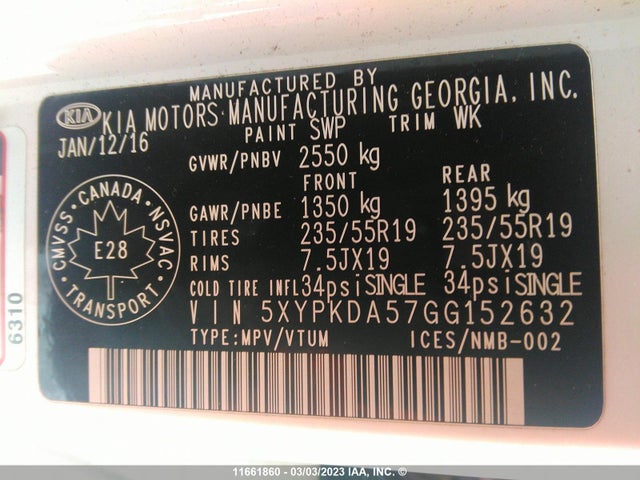 MANUFACTURED BY
KIA KIA MOTORS MANUFACTURING GEORGIA, INC.
JAN/12/16 PAINT SWP TRIM WK
GVWR/PNBV 2550 kg
FRONT REAR
GAWR/PNBE 1350 kg 1395 kg
TIRES 235/55R19 235/55R19
RIMS 7.5JX19 7.5JX19
COLD TIRE INFL 34psiSINGLE 34psiSINGLE
VIN 5XYPKDA57GG152632
TYPE:MPV/VTUM ICES/NMB-002
CMVSS · CANADA · NSVAC
E28
TRANSPORT
6310
11661860 - 03/03/2023 IAA, INC. ©